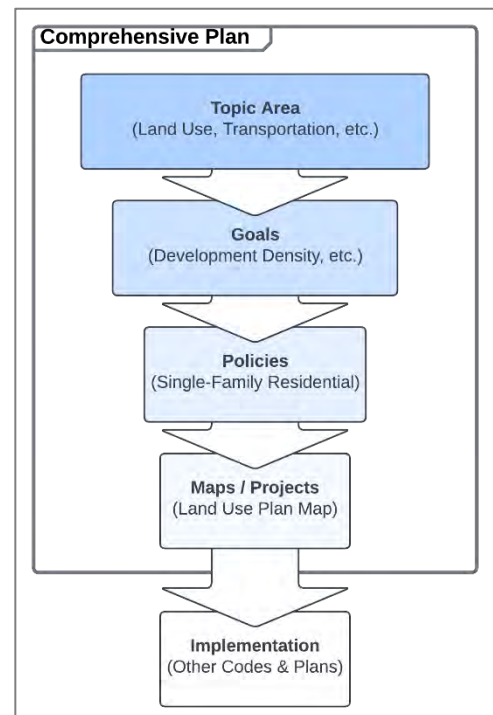 Comprehensive Plan
Topic Area
(Land Use, Transportation, etc.)
Goals
(Development Density, etc.)
Policies
(Single-Family Residential)
Maps / Projects
(Land Use Plan Map)
Implementation
(Other Codes & Plans)